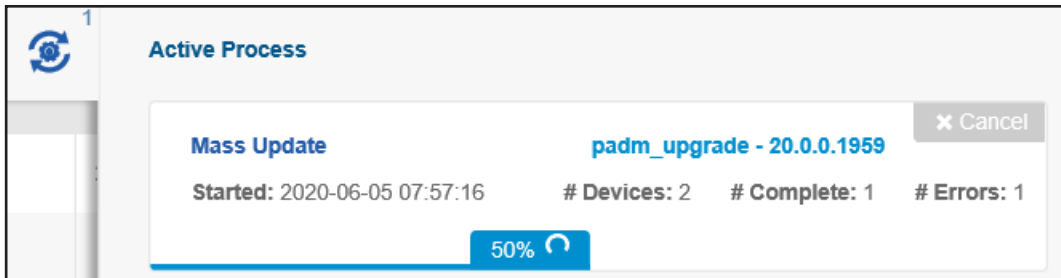 1
Active Process
✖ Cancel
Mass Update padm_upgrade - 20.0.0.1959
Started: 2020-06-05 07:57:16 # Devices: 2 # Complete: 1 # Errors: 1
50%